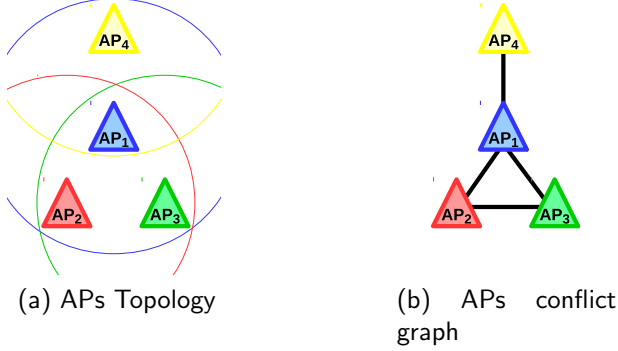 AP4
AP4
AP1
AP1
AP2
AP3
AP2
AP3
(a) APs Topology
(b) APs conflict
graph